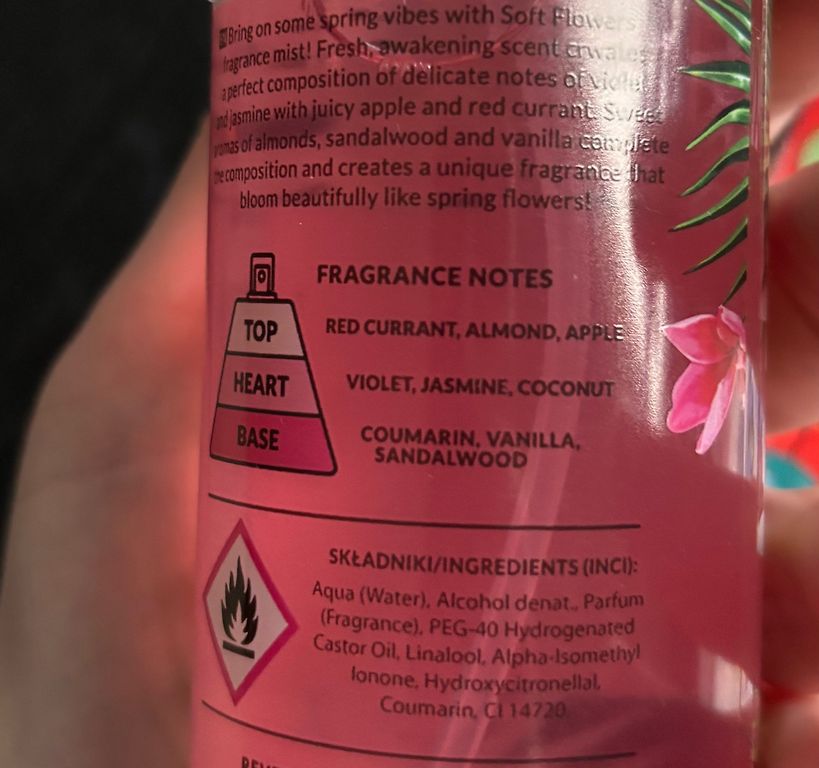 Bring on some spring vibes with Soft Flowers
fragrance mist! Fresh, awakening scent
a perfect composition of delicate notes of violet
and jasmine with juicy apple and red currant. Sweet
aromas of almonds, sandalwood and vanilla complete
the composition and creates a unique fragrance that
bloom beautifully like spring flowers!
FRAGRANCE NOTES
TOP RED CURRANT, ALMOND, APPLE
HEART VIOLET, JASMINE, COCONUT
BASE COUMARIN, VANILLA,
SANDALWOOD
SKŁADNIKI/INGREDIENTS (INCI):
Aqua (Water), Alcohol denat., Parfum
(Fragrance), PEG-40 Hydrogenated
Castor Oil, Linalool, Alpha-Isomethyl
Ionone, Hydroxycitronellal,
Coumarin, CI 14720.